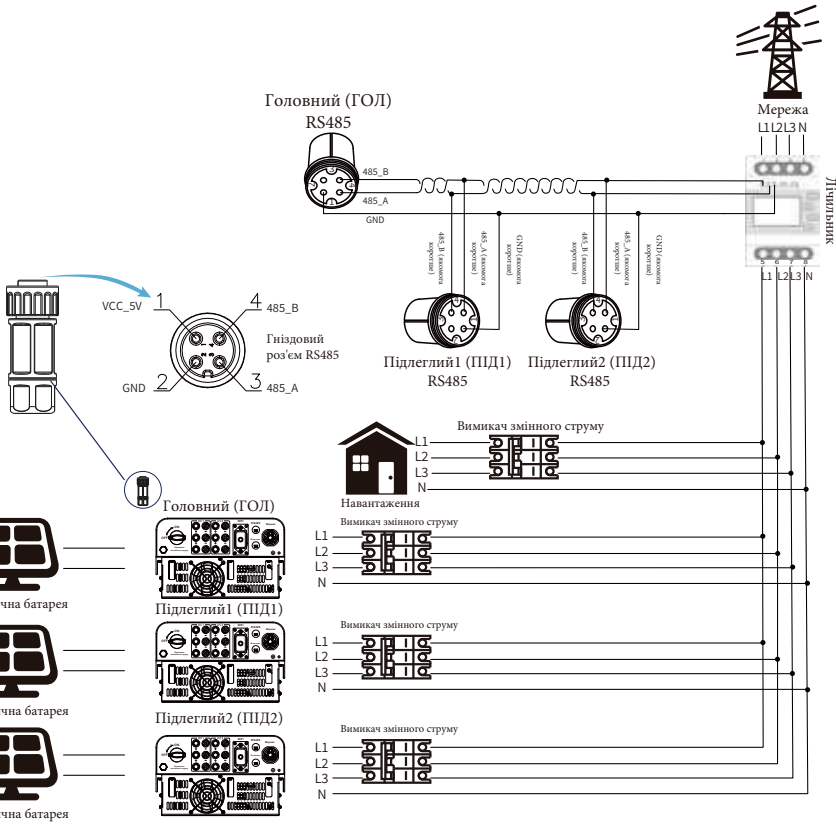 Мережа
L1 L2 L3 N
Головний (ГОЛ)
RS485
485_B
485_A
GND
Лічильник
5 6 7 8
L1 L2 L3 N
485_B (якомога
коротше)
485_A (якомога
коротше)
GND (якомога
коротше)
485_B (якомога
коротше)
485_A (якомога
коротше)
GND (якомога
коротше)
Підлеглий1 (ПІД1)
RS485
Підлеглий2 (ПІД2)
RS485
VCC_5V 1
4 485_B
Гніздовий
роз'єм RS485
GND 2
3 485_A
Вимикач змінного струму
L1
L2
L3
N
Навантаження
Головний (ГОЛ)
Вимикач змінного струму
L1
L2
L3
N
чна батарея
Підлеглий1 (ПІД1)
Вимикач змінного струму
L1
L2
L3
N
чна батарея
Підлеглий2 (ПІД2)
Вимикач змінного струму
L1
L2
L3
N
чна батарея